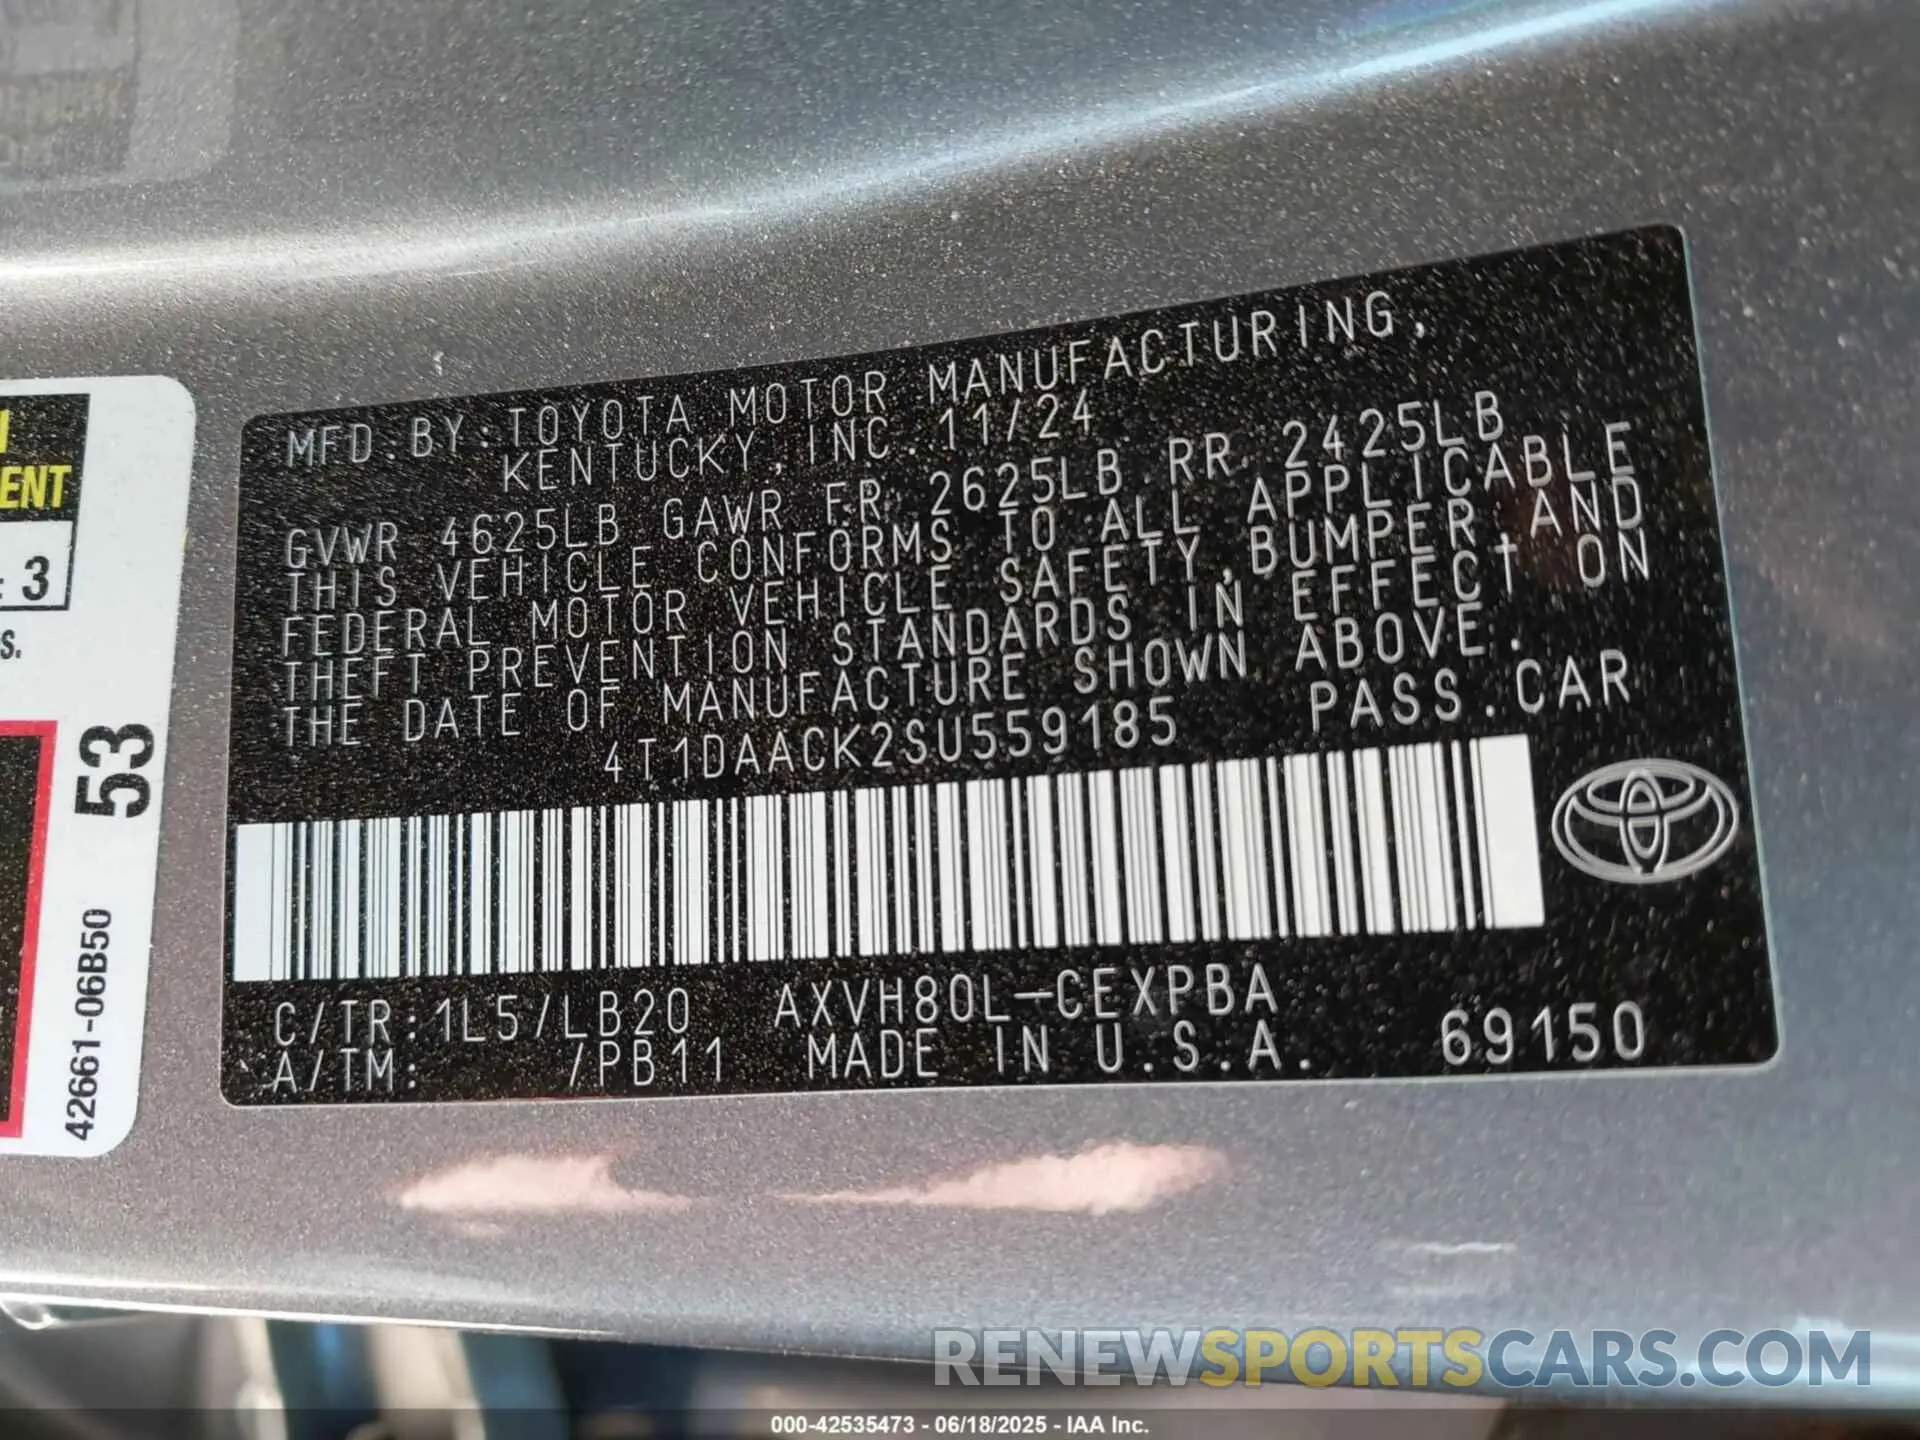 MFD.BY:TOYOTA MOTOR MANUFACTURING,
KENTUCKY,INC. 11/24
GVWR 4625LB GAWR FR. 2625LB RR. 2425LB
THIS VEHICLE CONFORMS TO ALL APPLICABLE
FEDERAL MOTOR VEHICLE SAFETY,BUMPER,AND
THEFT PREVENTION STANDARDS IN EFFECT ON
THE DATE OF MANUFACTURE SHOWN ABOVE.
4T1DAACK2SU559185 PASS.CAR
C/TR:1L5/LB20 AXVH80L-CEXPBA
A/TM: /PB11 MADE IN U.S.A. 69150
ENT
: 3
S.
53
42661-06B50
RENEWSPORTSCARS.COM
000-42535473 - 06/18/2025 - IAA Inc.